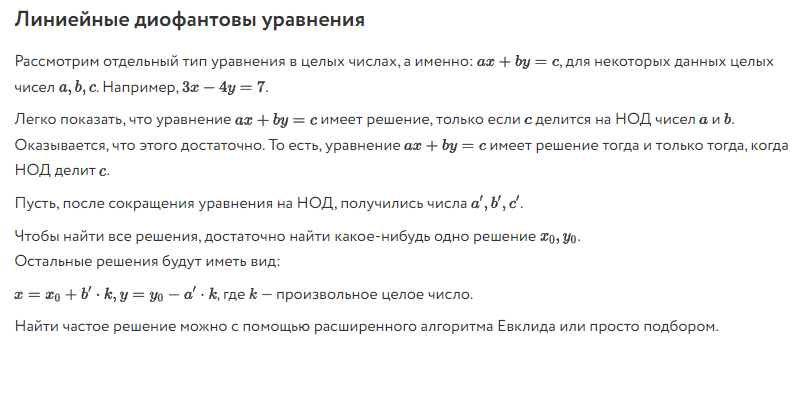 Линиейные диофантовы уравнения
Рассмотрим отдельный тип уравнения в целых числах, а именно: ax + by = c, для некоторых данных целых
чисел a, b, c. Например, 3x − 4y = 7.
Легко показать, что уравнение ax + by = c имеет решение, только если c делится на НОД чисел a и b.
Оказывается, что этого достаточно. То есть, уравнение ax + by = c имеет решение тогда и только тогда, когда
НОД делит c.
Пусть, после сокращения уравнения на НОД, получились числа a′, b′, c′.
Чтобы найти все решения, достаточно найти какое-нибудь одно решение x₀, y₀.
Остальные решения будут иметь вид:
x = x₀ + b′ · k, y = y₀ − a′ · k, где k − произвольное целое число.
Найти частое решение можно с помощью расширенного алгоритма Евклида или просто подбором.